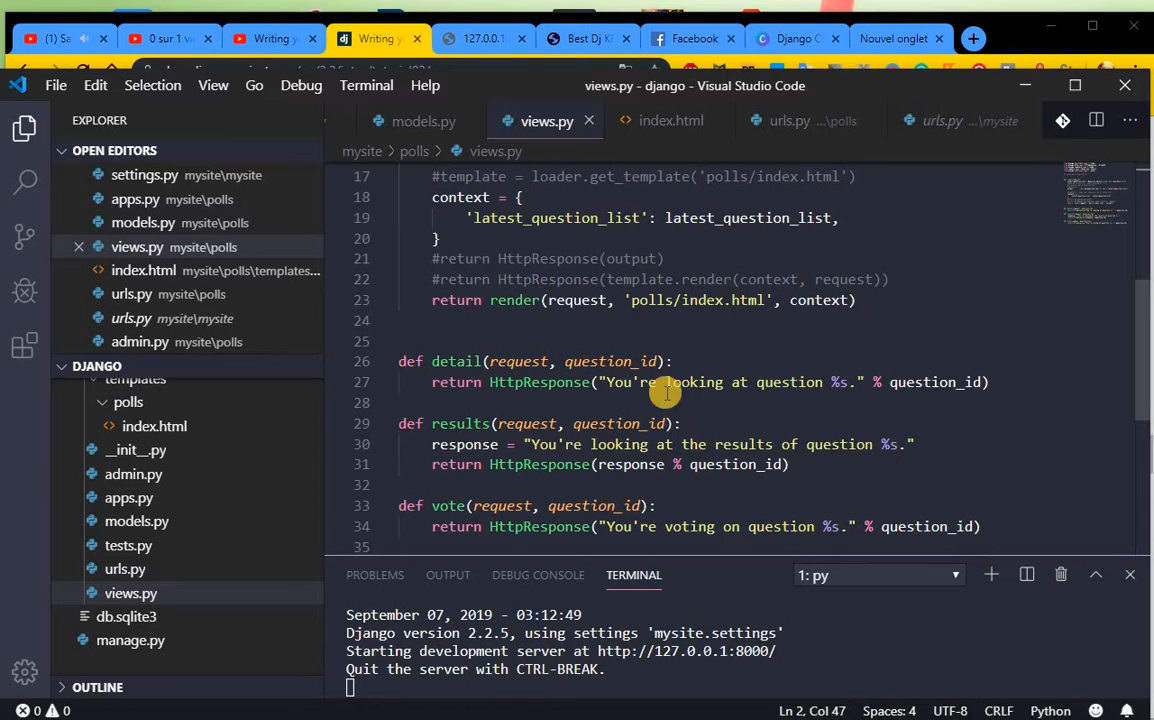 (1) Sa
0 sur 1 vi
Writing y
Writing y
127.0.0.1
Best Dj K
Facebook
Django C
Nouvel onglet
File Edit Selection View Go Debug Terminal Help
views.py - django - Visual Studio Code
EXPLORER
models.py
views.py
index.html
urls.py ...\polls
urls.py ...\mysite
OPEN EDITORS
mysite > polls > views.py
settings.py mysite\mysite
apps.py mysite\polls
models.py mysite\polls
views.py mysite\polls
index.html mysite\polls\templates...
urls.py mysite\polls
urls.py mysite\mysite
admin.py mysite\polls
DJANGO
templates
polls
index.html
__init__.py
admin.py
apps.py
models.py
tests.py
urls.py
views.py
db.sqlite3
manage.py
OUTLINE
17 #template = loader.get_template('polls/index.html')
18 context = {
19 'latest_question_list': latest_question_list,
20 }
21 #return HttpResponse(output)
22 #return HttpResponse(template.render(context, request))
23 return render(request, 'polls/index.html', context)
24
25
26 def detail(request, question_id):
27 return HttpResponse("You're looking at question %s." % question_id)
28
29 def results(request, question_id):
30 response = "You're looking at the results of question %s."
31 return HttpResponse(response % question_id)
32
33 def vote(request, question_id):
34 return HttpResponse("You're voting on question %s." % question_id)
35
PROBLEMS OUTPUT DEBUG CONSOLE TERMINAL
1: py
September 07, 2019 - 03:12:49
Django version 2.2.5, using settings 'mysite.settings'
Starting development server at http://127.0.0.1:8000/
Quit the server with CTRL-BREAK.
0 0
Ln 2, Col 47 Spaces: 4 UTF-8 CRLF Python